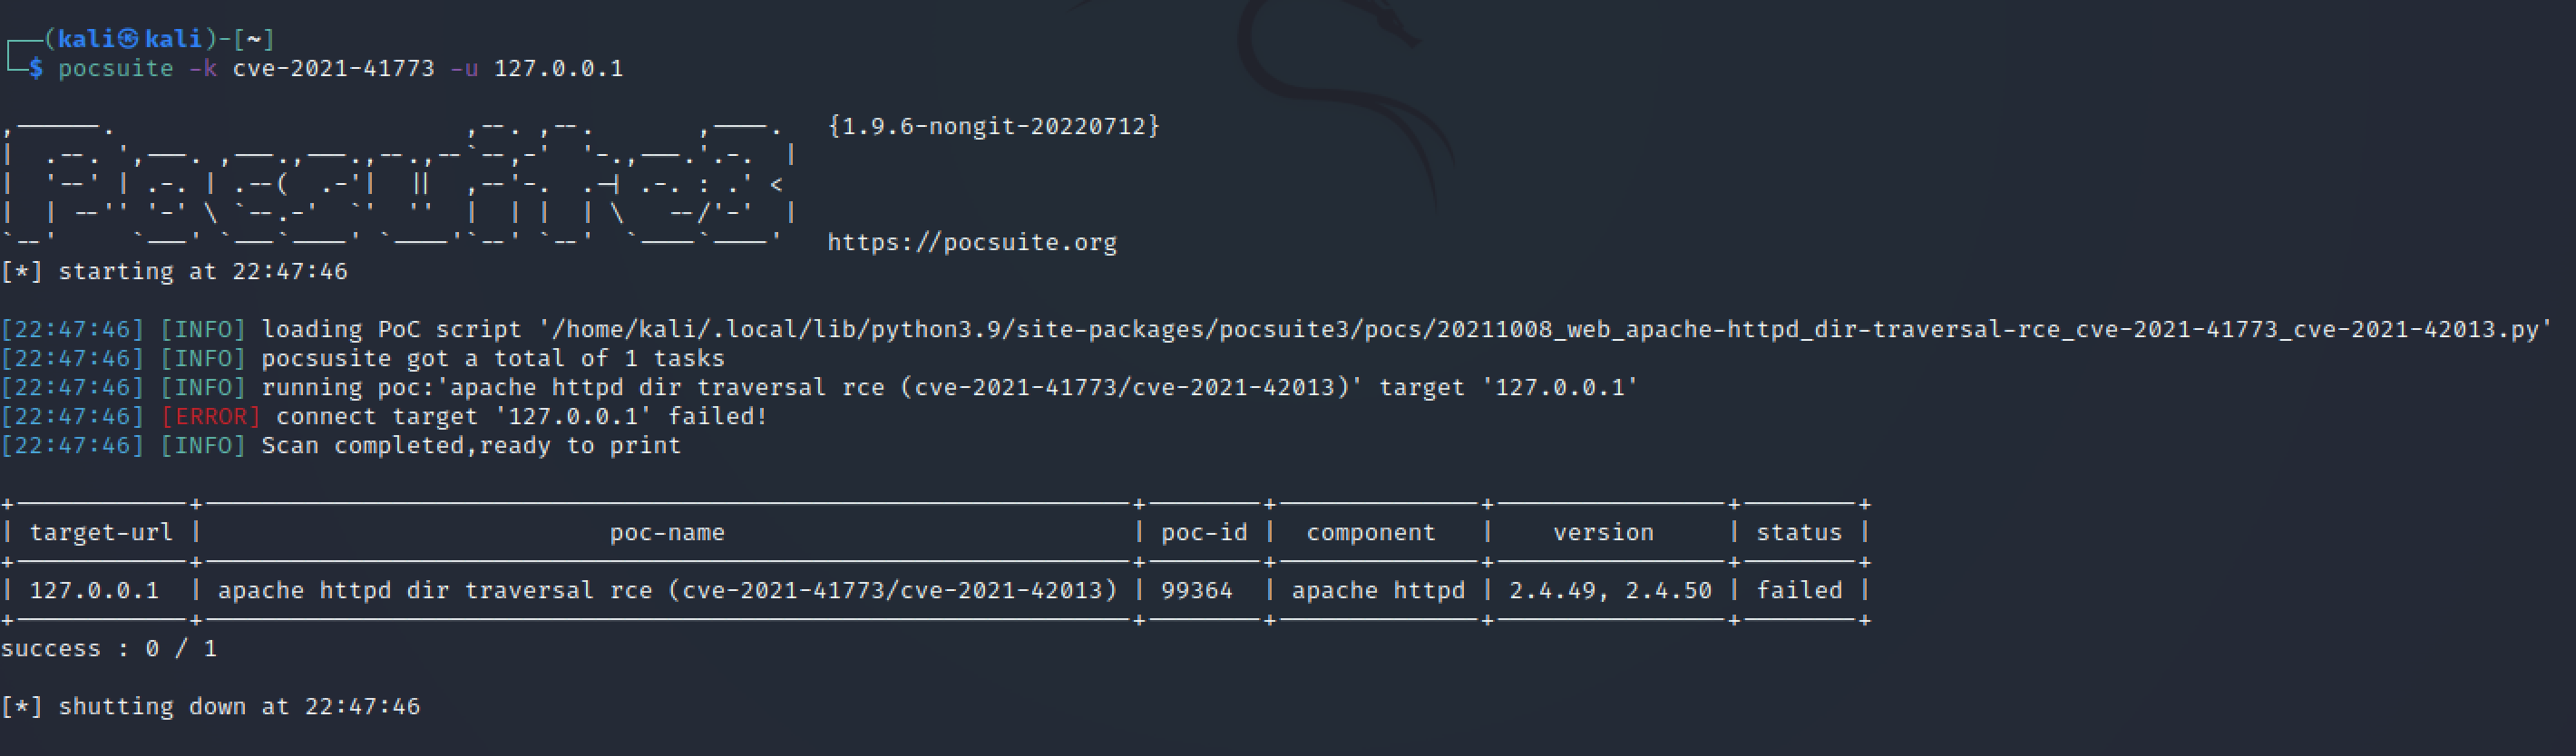 ┌──(kali㉿kali)-[~]
└─$ pocsuite -k cve-2021-41773 -u 127.0.0.1
,------.                        ,--. ,--.       ,----.   {1.9.6-nongit-20220712}
|  .--. ',---. ,---.,---.,--.,--`--,-'  '-.,---.'.-.  |
|  '--' | .-. | .--(  .-'|  ||  ,--'-.  .-| .-. : .' <
|  | --'' '-' \ `--.-'  `'  ''  |  | |  | \   --/'-'  |
`--'     `---' `---`----' `----'`--' `--'  `----`----'   https://pocsuite.org
[*] starting at 22:47:46
[22:47:46] [INFO] loading PoC script '/home/kali/.local/lib/python3.9/site-packages/pocsuite3/pocs/20211008_web_apache-httpd_dir-traversal-rce_cve-2021-41773_cve-2021-42013.py'
[22:47:46] [INFO] pocsusite got a total of 1 tasks
[22:47:46] [INFO] running poc:'apache httpd dir traversal rce (cve-2021-41773/cve-2021-42013)' target '127.0.0.1'
[22:47:46] [ERROR] connect target '127.0.0.1' failed!
[22:47:46] [INFO] Scan completed,ready to print
| target-url | poc-name | poc-id | component | version | status |
| 127.0.0.1 | apache httpd dir traversal rce (cve-2021-41773/cve-2021-42013) | 99364 | apache httpd | 2.4.49, 2.4.50 | failed |
success : 0 / 1
[*] shutting down at 22:47:46